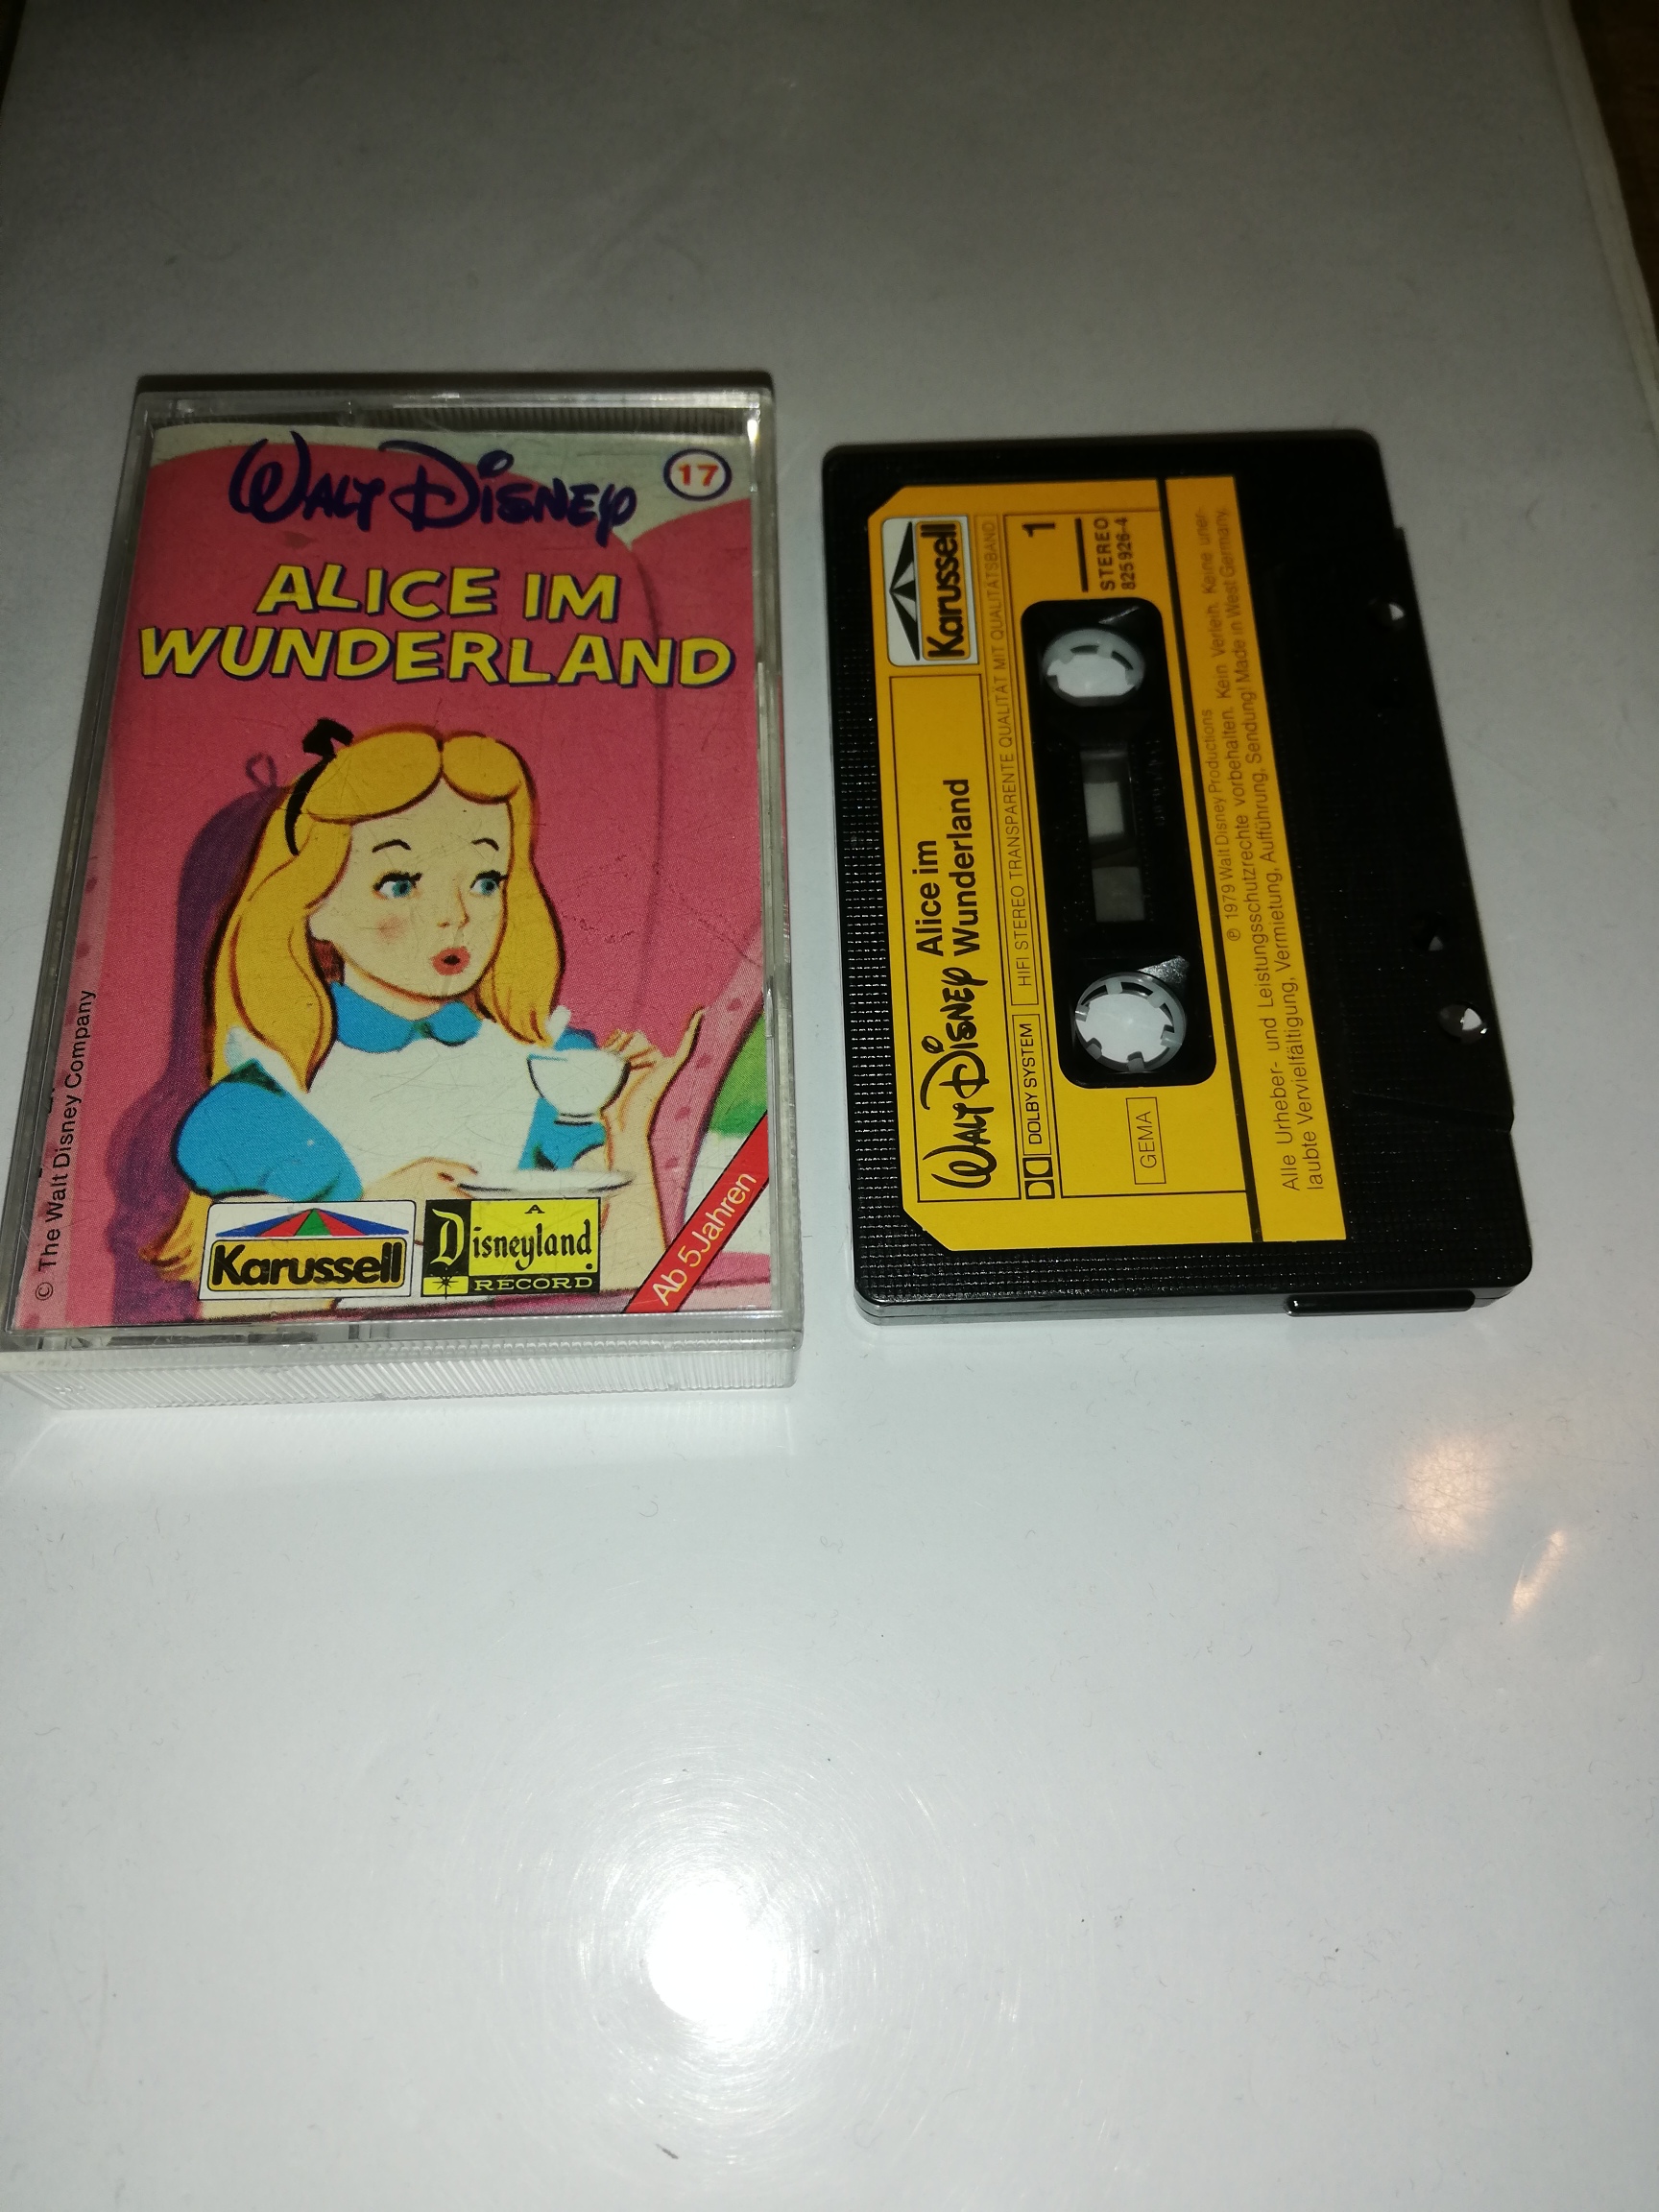 WALT DISNEY
17
ALICE IM
WUNDERLAND
© The Walt Disney Company
Karussell
A
Disneyland
RECORD
Ab 5 Jahren
Karussell
WALT DISNEY Alice im
Wunderland
DOLBY SYSTEM
HIFI STEREO TRANSPARENTE QUALITÄT MIT QUALITÄTSBAND
1
STEREO
825 926-4
GEMA
℗ 1979 Walt Disney Productions
Alle Urheber- und Leistungsschutzrechte vorbehalten. Kein Verleih. Keine uner-
laubte Vervielfältigung, Vermietung, Aufführung, Sendung! Made in West Germany